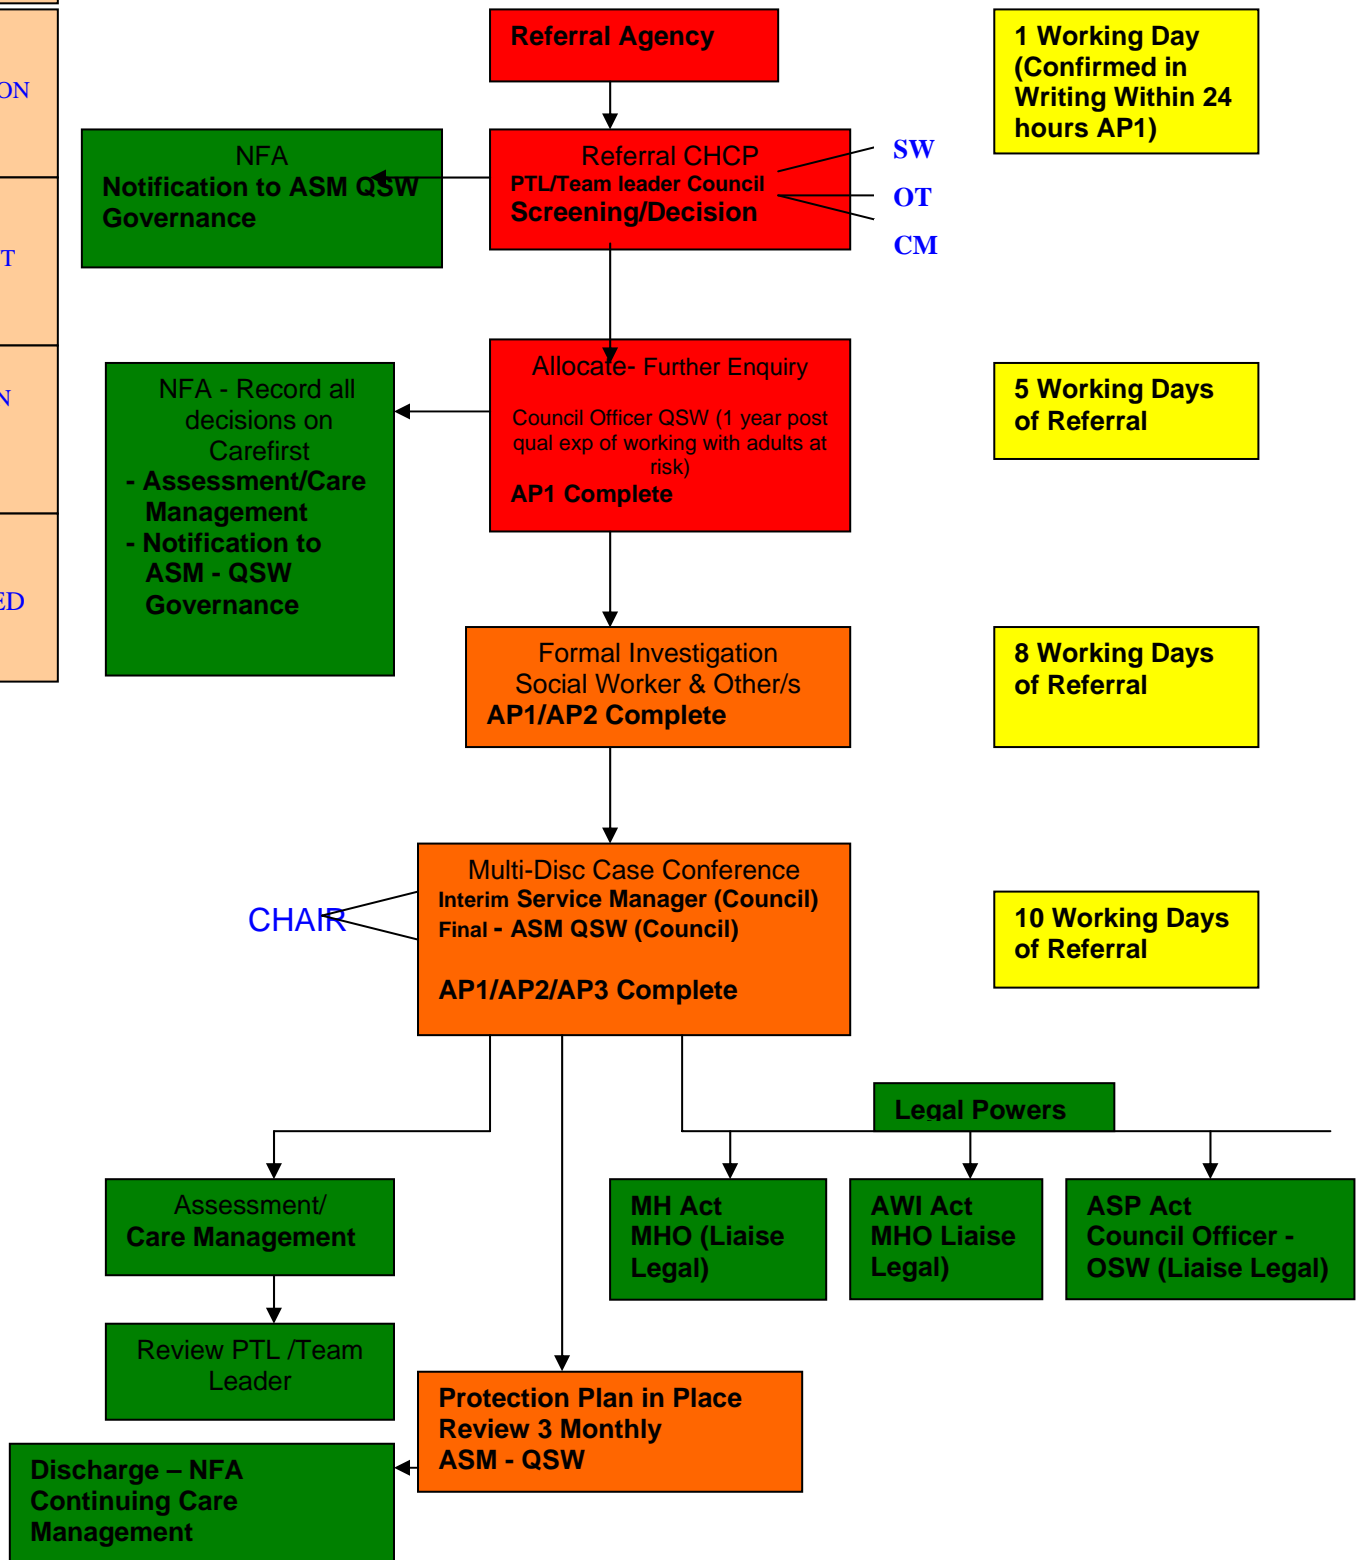 Referral Agency
1 Working Day
(Confirmed in
Writing Within 24
hours AP1)
ON
NFA
Notification to ASM QSW
Governance
Referral CHCP
PTL/Team leader Council
Screening/Decision
SW
OT
CM
T
N
ED
NFA - Record all
decisions on
Carefirst
- Assessment/Care
Management
- Notification to
ASM - QSW
Governance
Allocate- Further Enquiry
Council Officer QSW (1 year post
qual exp of working with adults at
risk)
AP1 Complete
5 Working Days
of Referral
Formal Investigation
Social Worker & Other/s
AP1/AP2 Complete
8 Working Days
of Referral
CHAIR
Multi-Disc Case Conference
Interim Service Manager (Council)
Final - ASM QSW (Council)
AP1/AP2/AP3 Complete
10 Working Days
of Referral
Legal Powers
Assessment/
Care Management
MH Act
MHO (Liaise
Legal)
AWI Act
MHO Liaise
Legal)
ASP Act
Council Officer -
OSW (Liaise Legal)
Review PTL /Team
Leader
Protection Plan in Place
Review 3 Monthly
ASM - QSW
Discharge – NFA
Continuing Care
Management